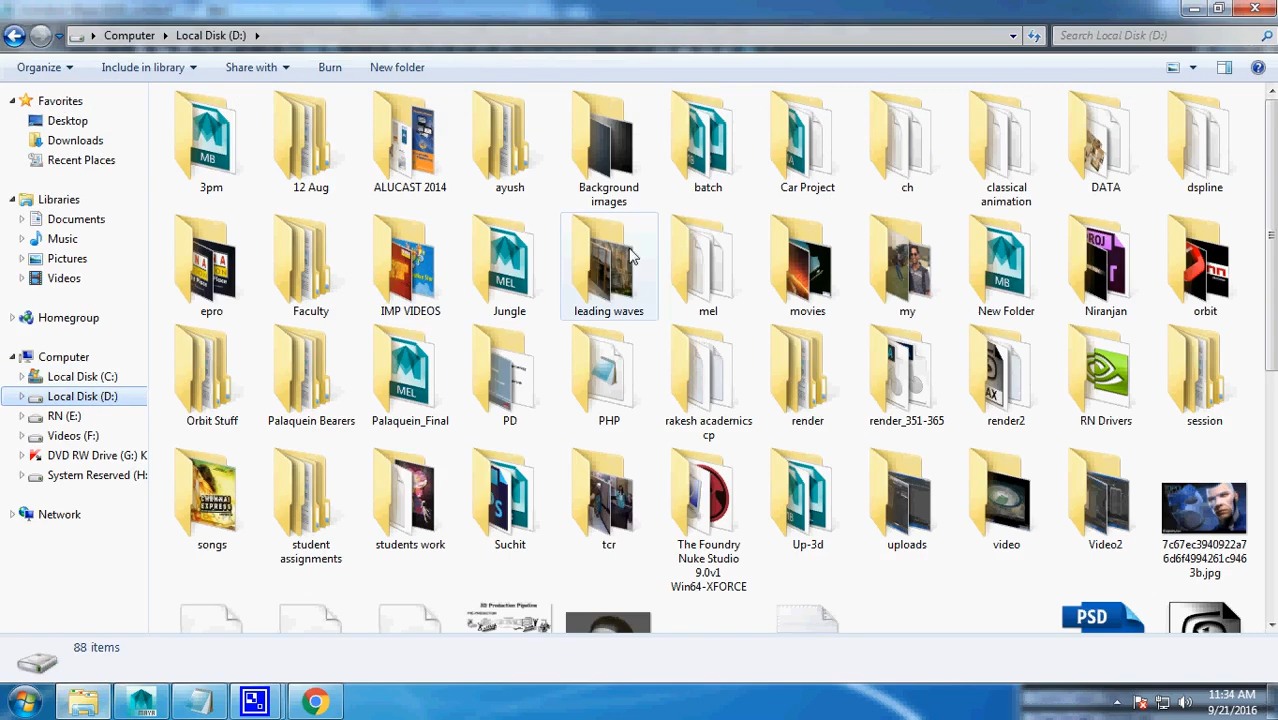 Computer
Local Disk (D:)
Search Local Disk (D:)
Organize
Include in library
Share with
Burn
New folder
Favorites
Desktop
Downloads
Recent Places
Libraries
Documents
Music
Pictures
Videos
Homegroup
Computer
Local Disk (C:)
Local Disk (D:)
RN (E:)
Videos (F:)
DVD RW Drive (G:) K
System Reserved (H:
Network
MB
3pm
12 Aug
ALUCAST 2014
ayush
Background
images
batch
Car Project
ch
classical
animation
DATA
dspline
epro
Faculty
IMP VIDEOS
MEL
Jungle
leading waves
mel
movies
my
MB
New Folder
Niranjan
orbit
Orbit Stuff
Palaquein Bearers
MEL
Palaquein_Final
PD
PHP
rakesh academics
cp
render
render_351-365
render2
RN Drivers
session
songs
student
assignments
students work
Suchit
tcr
The Foundry
Nuke Studio
9.0v1
Win64-XFORCE
Up-3d
uploads
video
Video2
7c67ec3940922a7
6d6f4994261c946
3b.jpg
PSD
88 items
11:34 AM
9/21/2016